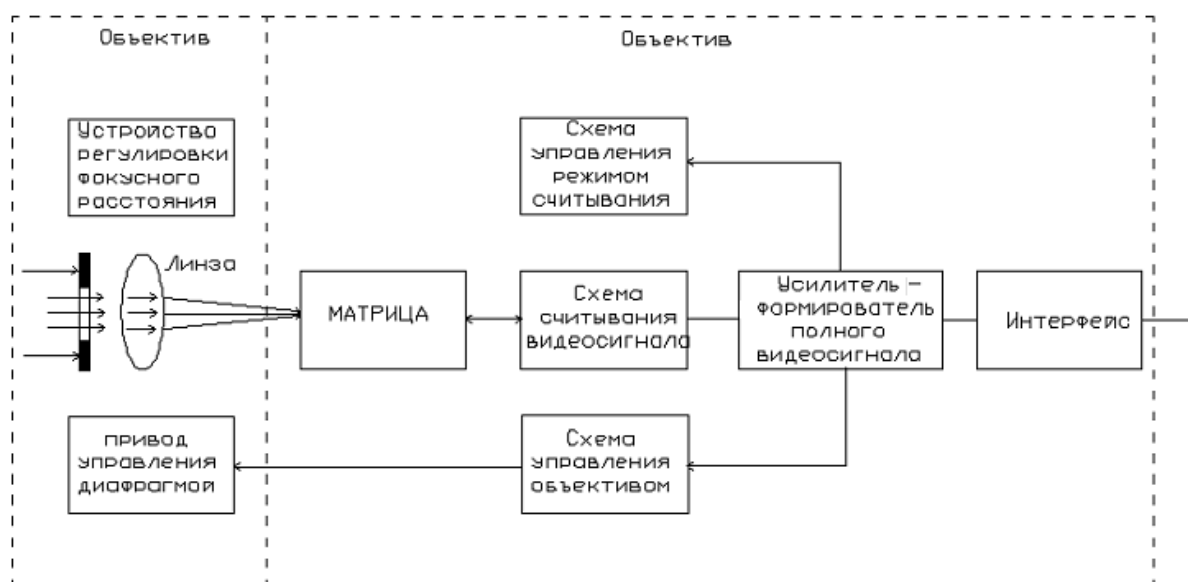 Объектив
Объектив
Устройство
регулировки
фокусного
расстояния
Схема
управления
режимом
считывания
Линза
МАТРИЦА
Схема
считывания
видеосигнала
Усилитель-
формирователь
полного
видеосигнала
Интерфейс
привод
управления
диафрагмой
Схема
управления
объективом